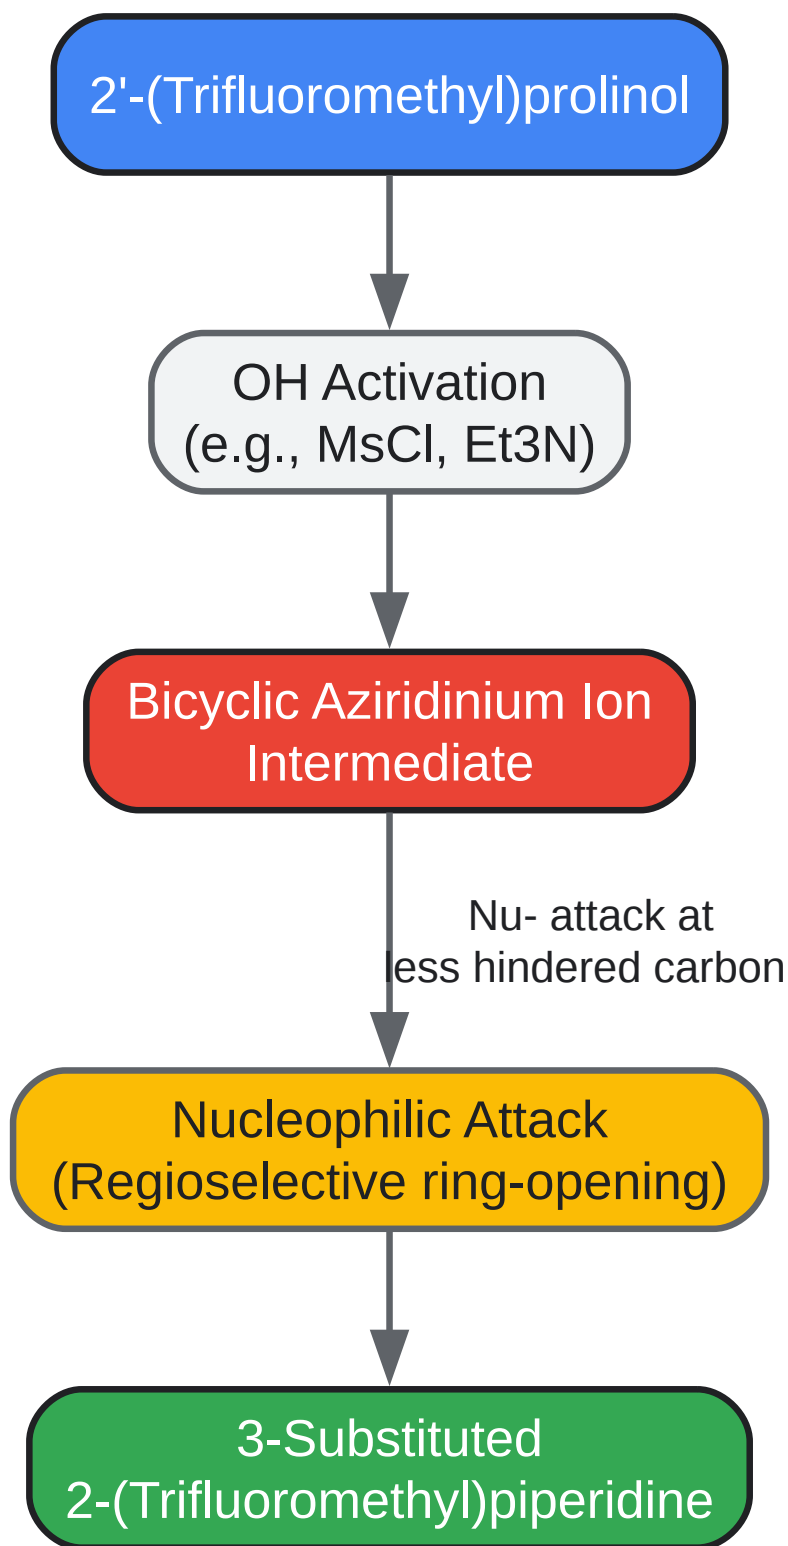 2'-(Trifluoromethyl)prolinol
OH Activation
(e.g., MsCl, Et3N)
Bicyclic Aziridinium Ion
Intermediate
Nu- attack at
less hindered carbon
Nucleophilic Attack
(Regioselective ring-opening)
3-Substituted
2-(Trifluoromethyl)piperidine